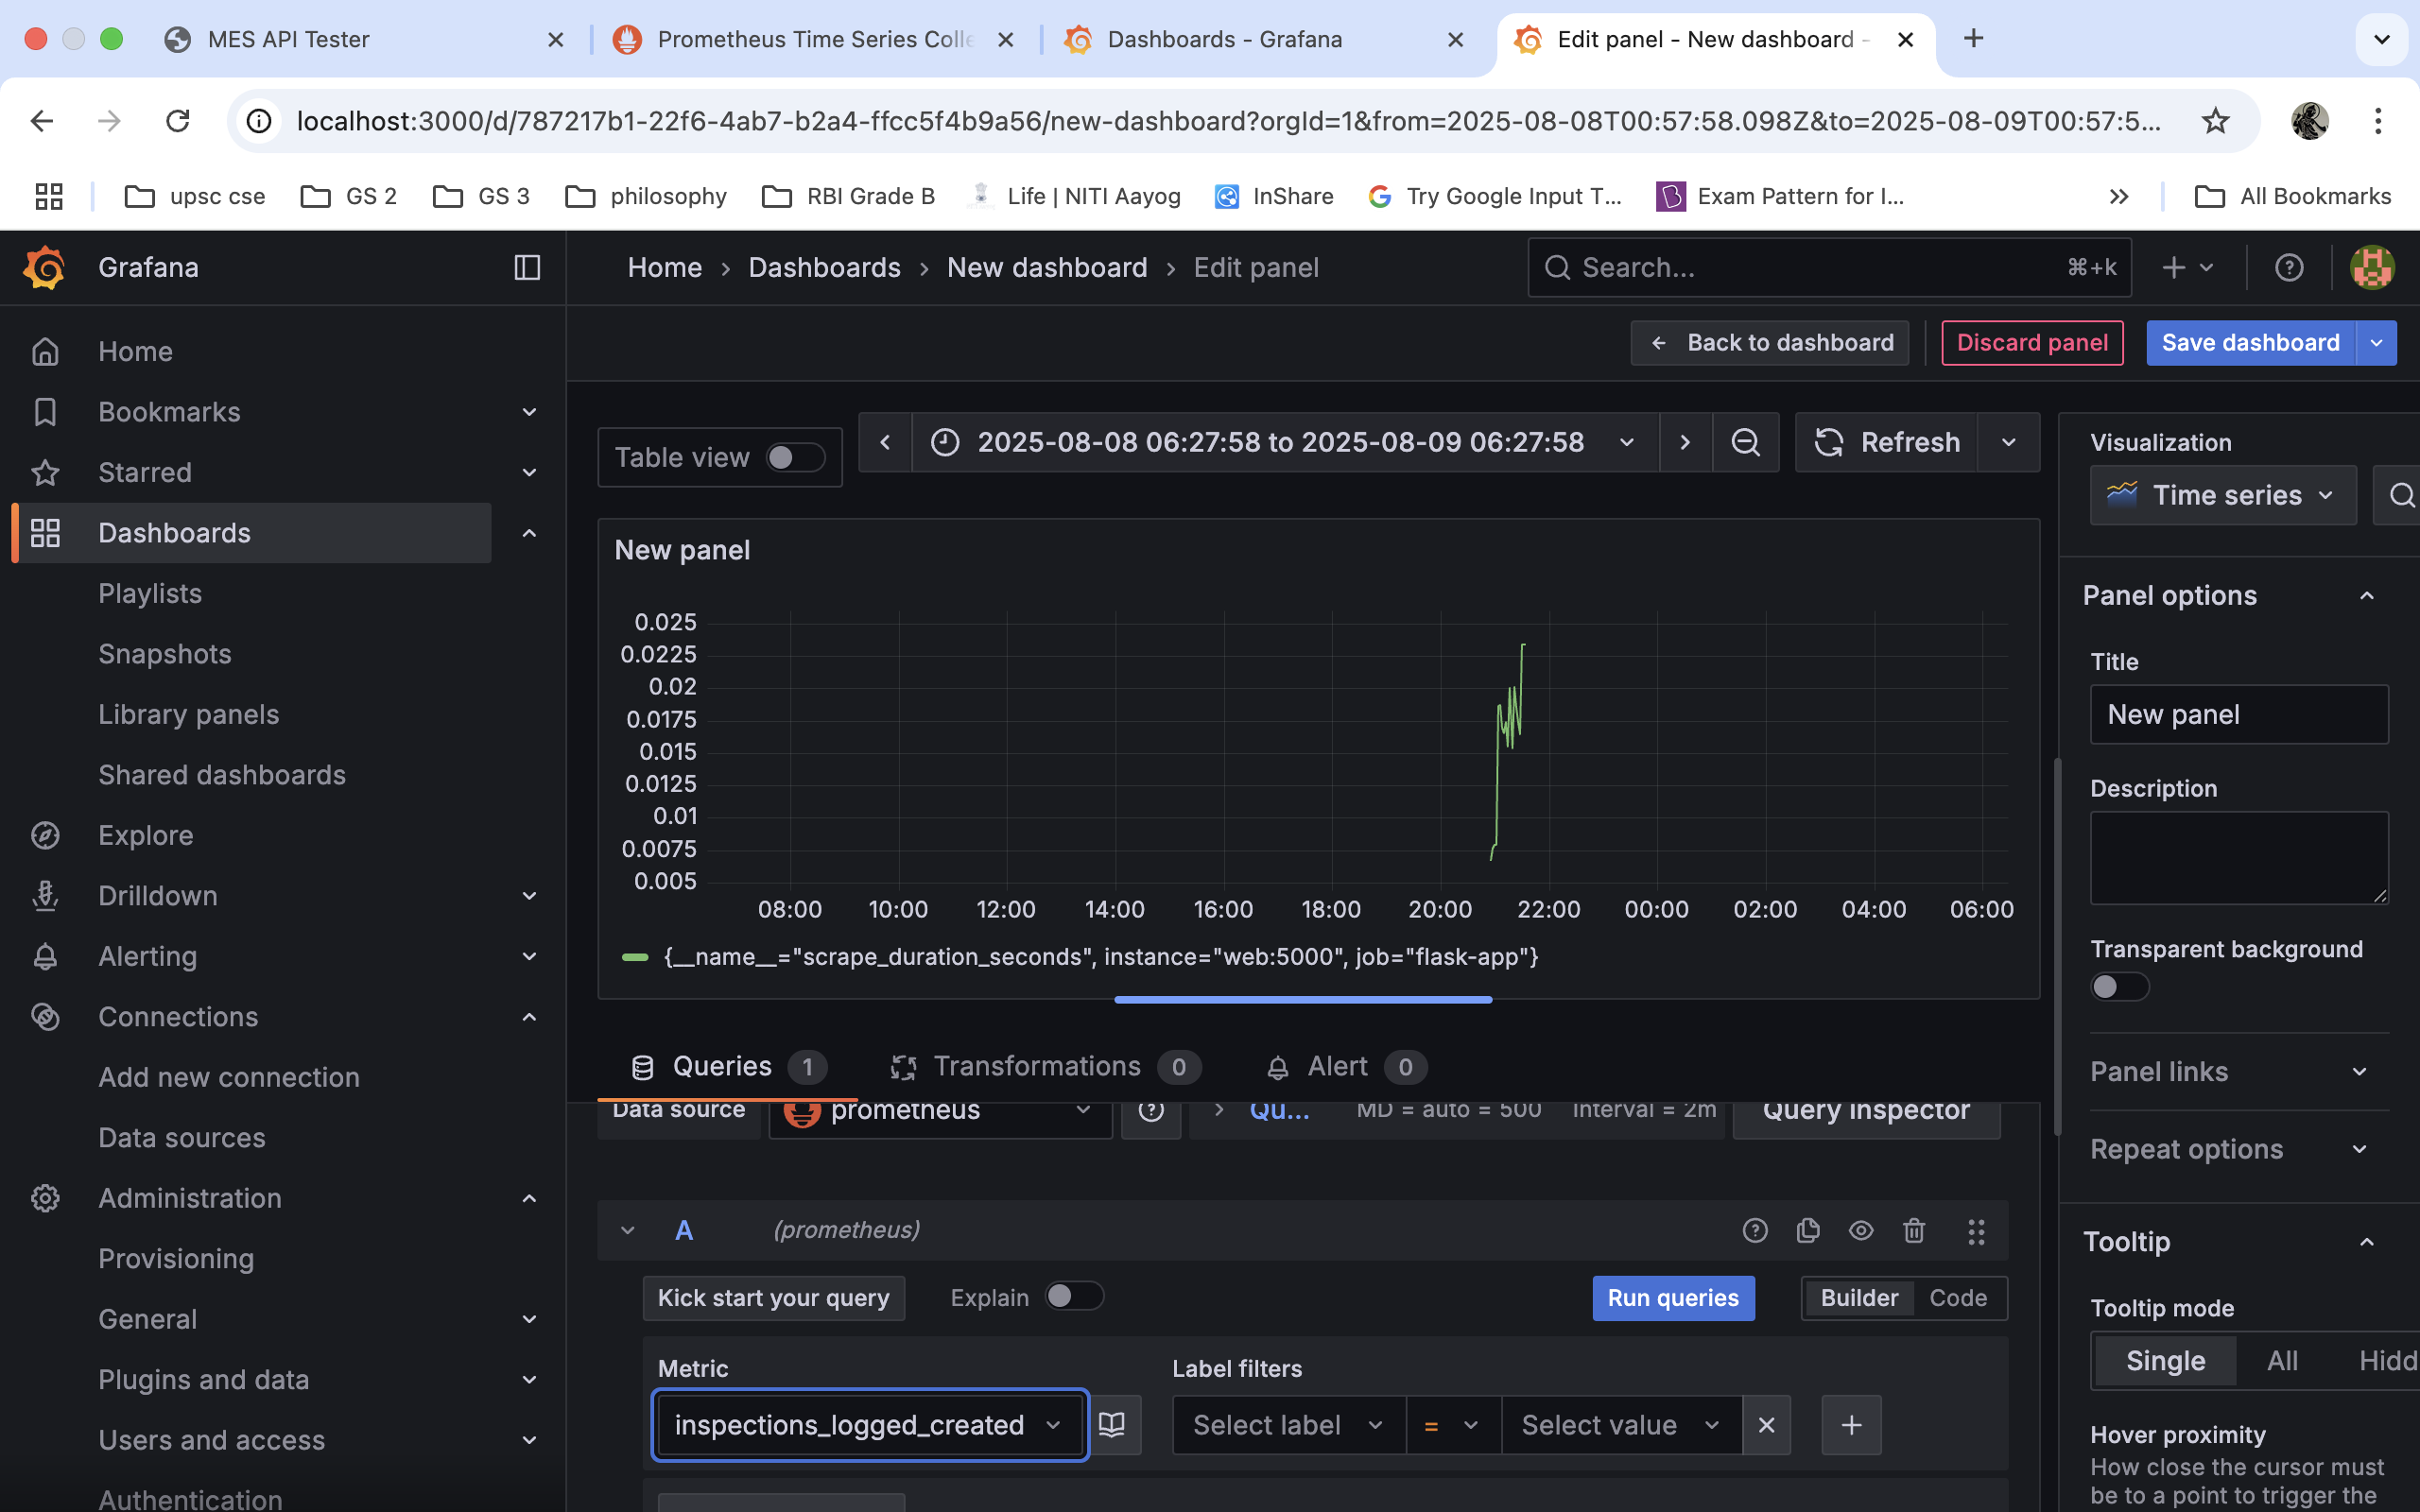 MES API Tester
Prometheus Time Series Colle
Dashboards - Grafana
Edit panel - New dashboard -
localhost:3000/d/787217b1-22f6-4ab7-b2a4-ffcc5f4b9a56/new-dashboard?orgId=1&from=2025-08-08T00:57:58.098Z&to=2025-08-09T00:57:5...
upsc cse
GS 2
GS 3
philosophy
RBI Grade B
Life | NITI Aayog
InShare
Try Google Input T...
Exam Pattern for I...
All Bookmarks
Grafana
Home
Dashboards
New dashboard
Edit panel
Search...
⌘+k
Back to dashboard
Discard panel
Save dashboard
Home
Bookmarks
Starred
Dashboards
Playlists
Snapshots
Library panels
Shared dashboards
Explore
Drilldown
Alerting
Connections
Add new connection
Data sources
Administration
Provisioning
General
Plugins and data
Users and access
Authentication
Table view
2025-08-08 06:27:58 to 2025-08-09 06:27:58
Refresh
New panel
0.025
0.0225
0.02
0.0175
0.015
0.0125
0.01
0.0075
0.005
08:00 10:00 12:00 14:00 16:00 18:00 20:00 22:00 00:00 02:00 04:00 06:00
{__name__="scrape_duration_seconds", instance="web:5000", job="flask-app"}
Queries 1
Transformations 0
Alert 0
Data source
prometheus
Qu...
MD = auto = 500
Interval = 2m
Query inspector
A
(prometheus)
Kick start your query
Explain
Run queries
Builder
Code
Metric
inspections_logged_created
Label filters
Select label
=
Select value
Visualization
Time series
Panel options
Title
New panel
Description
Transparent background
Panel links
Repeat options
Tooltip
Tooltip mode
Single
All
Hidd
Hover proximity
How close the cursor must
be to a point to trigger the